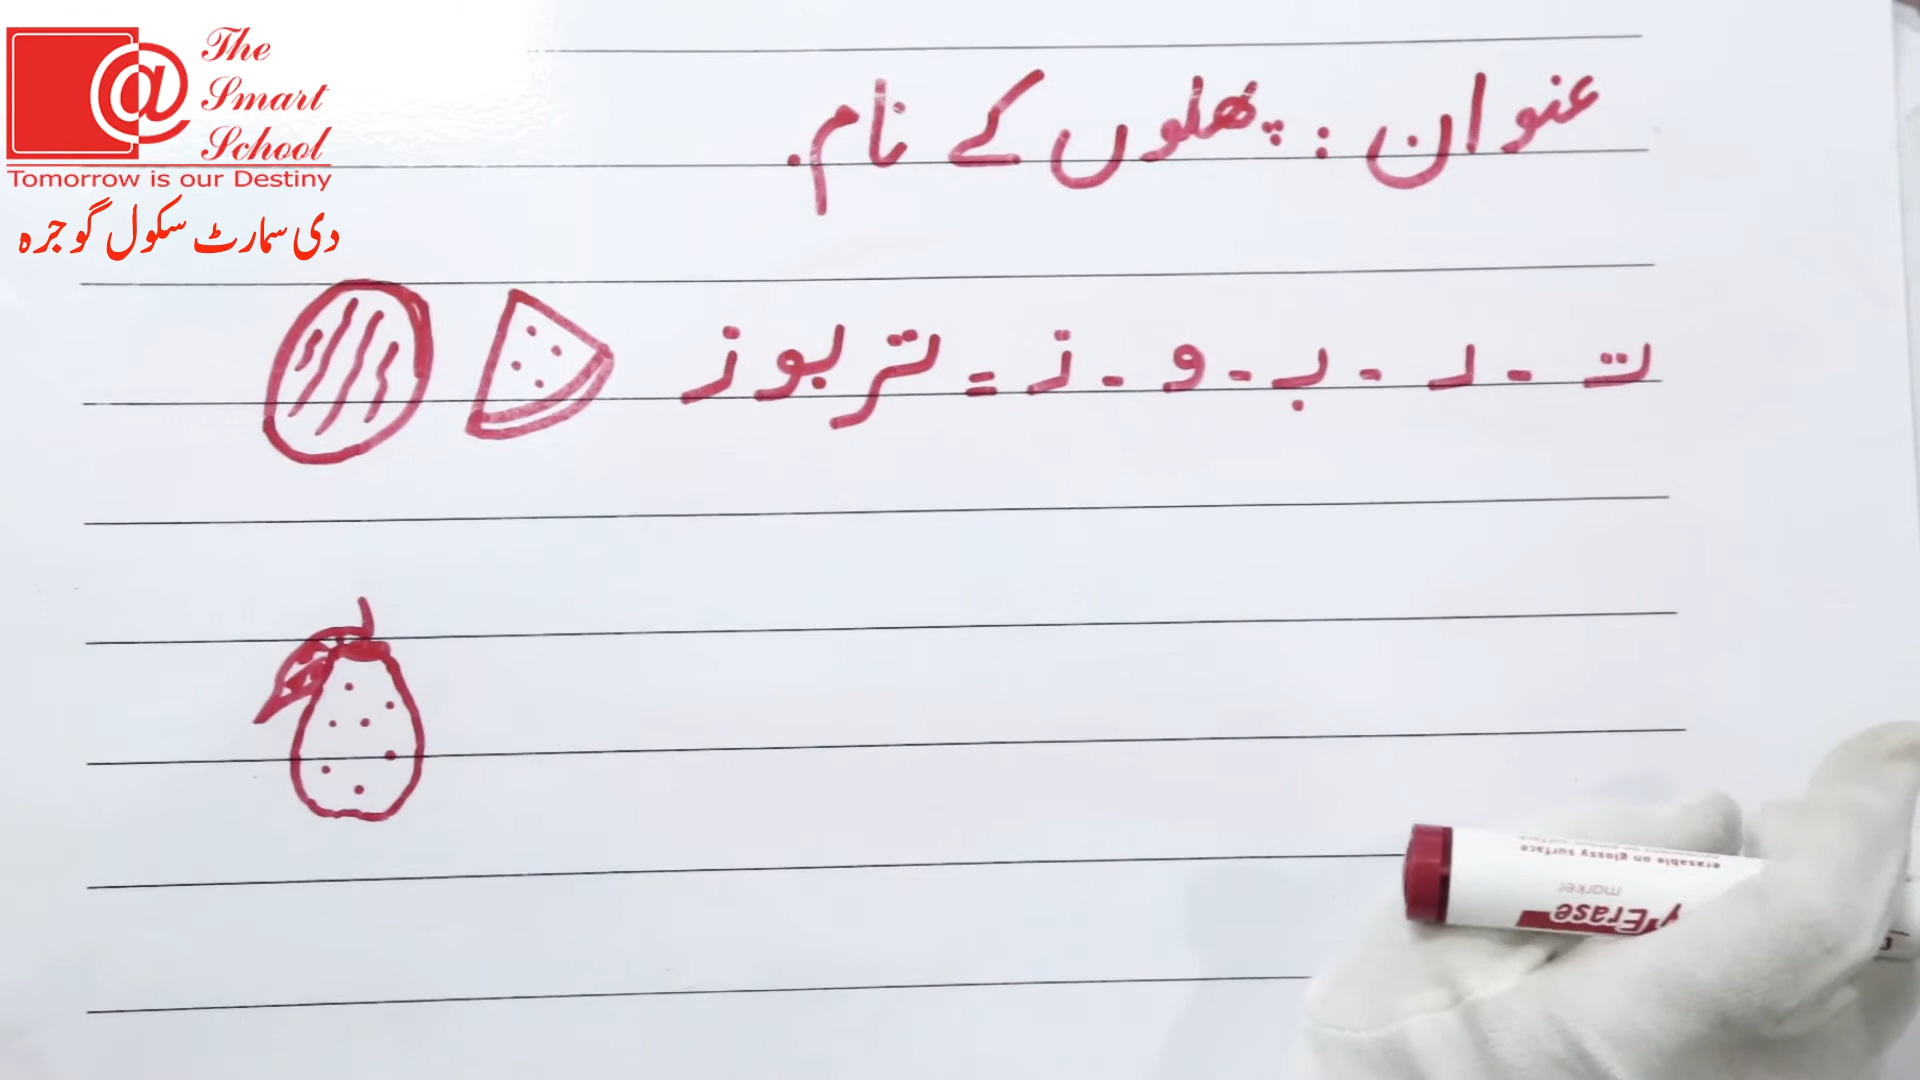 The
Smart
School
Tomorrow is our Destiny
دی سمارٹ سکول گوجرہ
عنوان : پھلوں کے نام.
ت - ر - ب - و - ز = تربوز
erasable on glossy surface
marker
Erase